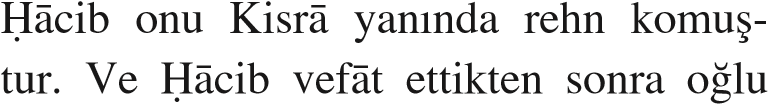 Ḥācib onu Kisrā yanında rehn komuş-
tur. Ve Ḥācib vefāt ettikten sonra oğlu